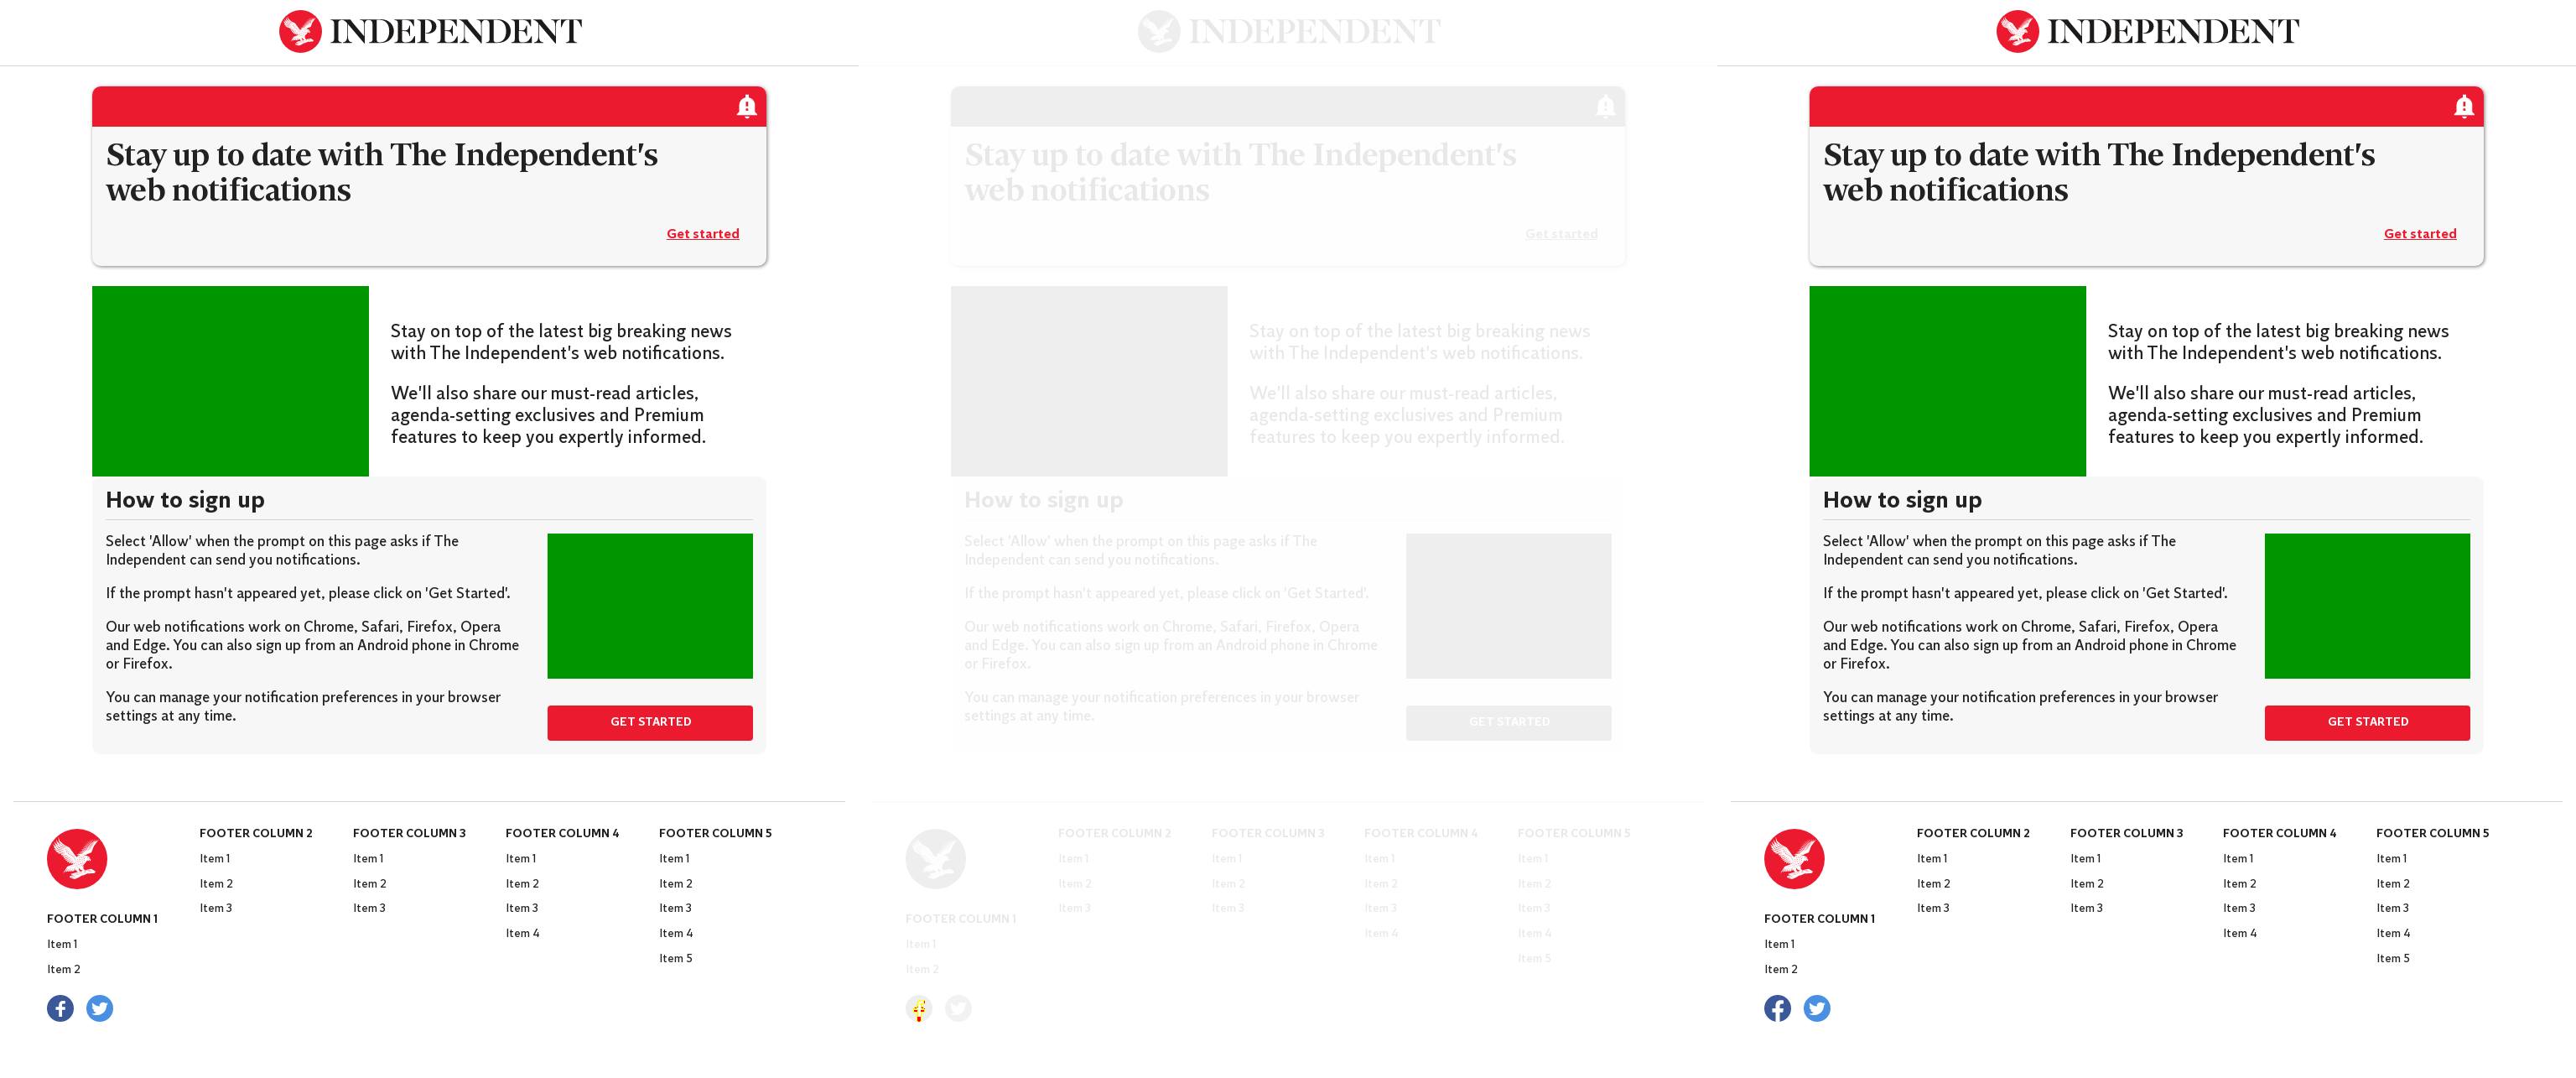 INDEPENDENT
Stay up to date with The Independent's
web notifications
Get started
Stay on top of the latest big breaking news
with The Independent's web notifications.
We'll also share our must-read articles,
agenda-setting exclusives and Premium
features to keep you expertly informed.
How to sign up
Select 'Allow' when the prompt on this page asks if The
Independent can send you notifications.
If the prompt hasn't appeared yet, please click on 'Get Started'.
Our web notifications work on Chrome, Safari, Firefox, Opera
and Edge. You can also sign up from an Android phone in Chrome
or Firefox.
You can manage your notification preferences in your browser
settings at any time.
GET STARTED
FOOTER COLUMN 1
Item 1
Item 2
FOOTER COLUMN 2
Item 1
Item 2
Item 3
FOOTER COLUMN 3
Item 1
Item 2
Item 3
FOOTER COLUMN 4
Item 1
Item 2
Item 3
Item 4
FOOTER COLUMN 5
Item 1
Item 2
Item 3
Item 4
Item 5
INDEPENDENT
Stay up to date with The Independent's
web notifications
Get started
Stay on top of the latest big breaking news
with The Independent's web notifications.
We'll also share our must-read articles,
agenda-setting exclusives and Premium
features to keep you expertly informed.
How to sign up
Select 'Allow' when the prompt on this page asks if The
Independent can send you notifications.
If the prompt hasn't appeared yet, please click on 'Get Started'.
Our web notifications work on Chrome, Safari, Firefox, Opera
and Edge. You can also sign up from an Android phone in Chrome
or Firefox.
You can manage your notification preferences in your browser
settings at any time.
GET STARTED
FOOTER COLUMN 1
Item 1
Item 2
FOOTER COLUMN 2
Item 1
Item 2
Item 3
FOOTER COLUMN 3
Item 1
Item 2
Item 3
FOOTER COLUMN 4
Item 1
Item 2
Item 3
Item 4
FOOTER COLUMN 5
Item 1
Item 2
Item 3
Item 4
Item 5
INDEPENDENT
Stay up to date with The Independent's
web notifications
Get started
Stay on top of the latest big breaking news
with The Independent's web notifications.
We'll also share our must-read articles,
agenda-setting exclusives and Premium
features to keep you expertly informed.
How to sign up
Select 'Allow' when the prompt on this page asks if The
Independent can send you notifications.
If the prompt hasn't appeared yet, please click on 'Get Started'.
Our web notifications work on Chrome, Safari, Firefox, Opera
and Edge. You can also sign up from an Android phone in Chrome
or Firefox.
You can manage your notification preferences in your browser
settings at any time.
GET STARTED
FOOTER COLUMN 1
Item 1
Item 2
FOOTER COLUMN 2
Item 1
Item 2
Item 3
FOOTER COLUMN 3
Item 1
Item 2
Item 3
FOOTER COLUMN 4
Item 1
Item 2
Item 3
Item 4
FOOTER COLUMN 5
Item 1
Item 2
Item 3
Item 4
Item 5